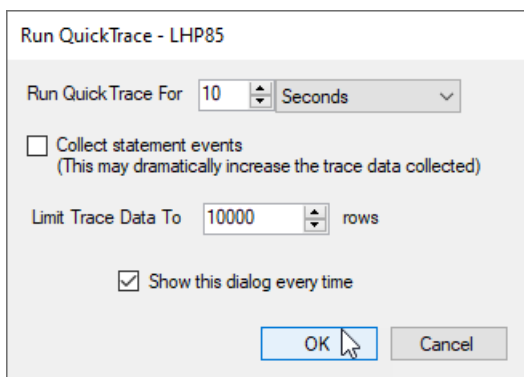 Run QuickTrace - LHP85
Run QuickTrace For 10 Seconds
Collect statement events
(This may dramatically increase the trace data collected)
Limit Trace Data To 10000 rows
Show this dialog every time
OK Cancel